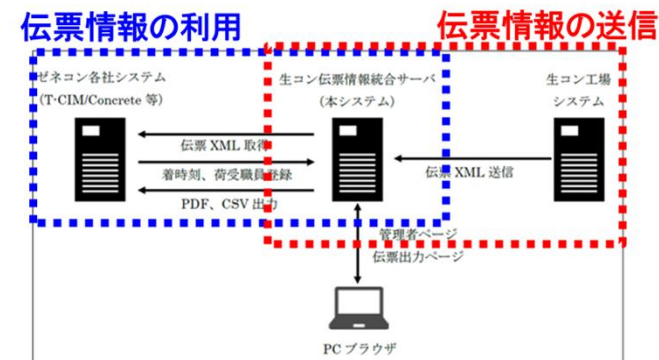 伝票情報の利用
伝票情報の送信
ゼネコン各社システム
(T-CIM/Concrete 等)
生コン伝票情報統合サーバ
(本システム)
生コン工場
システム
伝票 XML 取得
着時刻、荷受職員登録
PDF、CSV 出力
伝票 XML 送信
管理者ページ
伝票出力ページ
PC ブラウザ